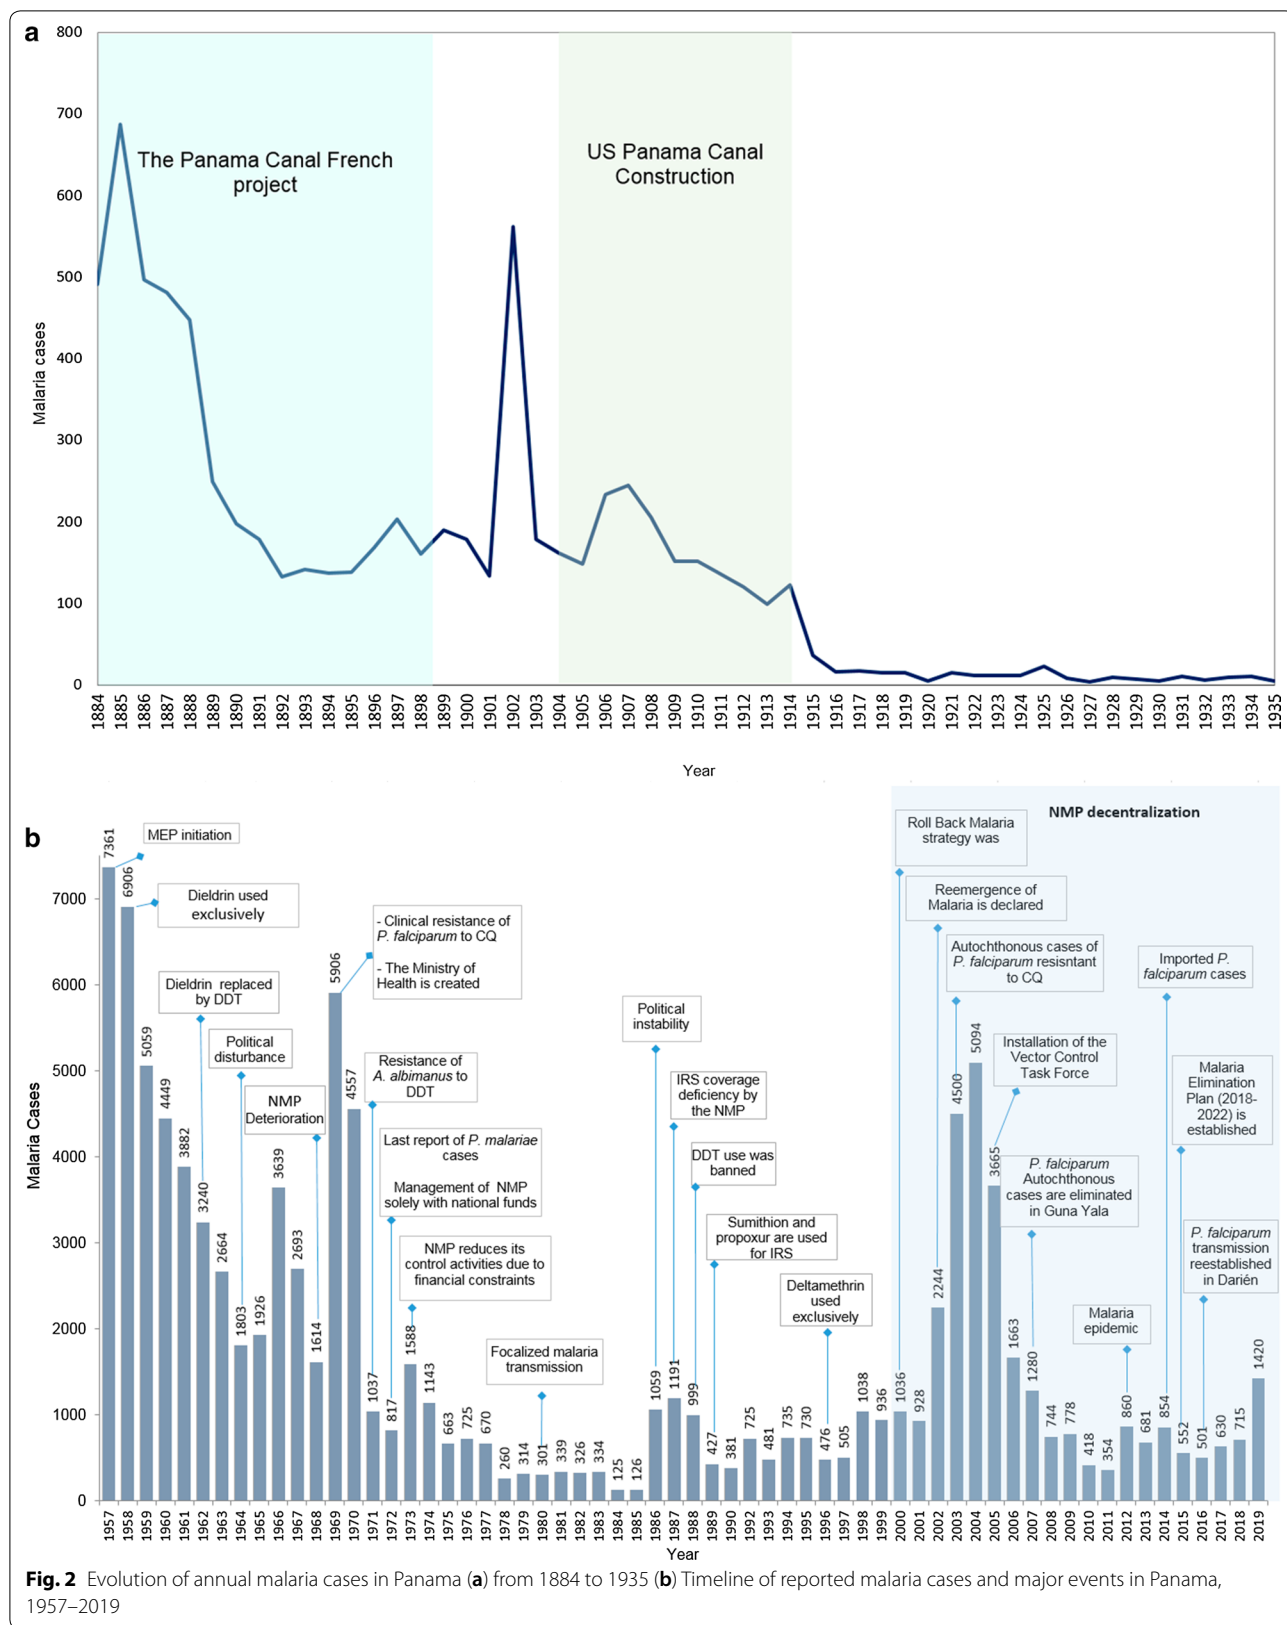 a
800
700
600
500
400
300
200
100
0
Malaria cases
The Panama Canal French
project
US Panama Canal
Construction
1884 1885 1886 1887 1888 1889 1890 1891 1892 1893 1894 1895 1896 1897 1898 1899 1900 1901 1902 1903 1904 1905 1906 1907 1908 1909 1910 1911 1912 1913 1914 1915 1916 1917 1918 1919 1920 1921 1922 1923 1924 1925 1926 1927 1928 1929 1930 1931 1932 1933 1934 1935
Year
b
7000
6000
5000
4000
3000
2000
1000
0
Malaria Cases
MEP initiation
Dieldrin used
exclusively
Dieldrin replaced
by DDT
Political
disturbance
NMP
Deterioration
- Clinical resistance of
P. falciparum to CQ
- The Ministry of
Health is created
Resistance of
A. albimanus to
DDT
Last report of P. malariae
cases
Management of NMP
solely with national funds
NMP reduces its
control activities due to
financial constraints
Focalized malaria
transmission
Political
instability
IRS coverage
deficiency by
the NMP
DDT use was
banned
Sumithion and
propoxur are used
for IRS
Deltamethrin
used
exclusively
NMP decentralization
Roll Back Malaria
strategy was
Reemergence of
Malaria is declared
Autochthonous cases of
P. falciparum resisntant
to CQ
Installation of the
Vector Control
Task Force
P. falciparum
Autochthonous
cases are eliminated
in Guna Yala
Malaria
epidemic
Imported P.
falciparum cases
Malaria
Elimination
Plan (2018-
2022) is
established
P. falciparum
transmission
reestablished
in Darién
7361 6906 5059 4449 3882 3240 2664 1803 1926 3639 2693 1614 5906 4557 1037 817 1588 1143 663 725 670 260 314 301 339 326 334 125 126 1059 1191 999 427 381 725 481 735 730 476 505 1038 936 1036 928 2244 4500 5094 3665 1663 1280 744 778 418 354 860 681 854 552 501 630 715 1420
1957 1958 1959 1960 1961 1962 1963 1964 1965 1966 1967 1968 1969 1970 1971 1972 1973 1974 1975 1976 1977 1978 1979 1980 1981 1982 1983 1984 1985 1986 1987 1988 1989 1990 1992 1993 1994 1995 1996 1997 1998 1999 2000 2001 2002 2003 2004 2005 2006 2007 2008 2009 2010 2011 2012 2013 2014 2015 2016 2017 2018 2019
Year
Fig. 2 Evolution of annual malaria cases in Panama (a) from 1884 to 1935 (b) Timeline of reported malaria cases and major events in Panama,
1957–2019